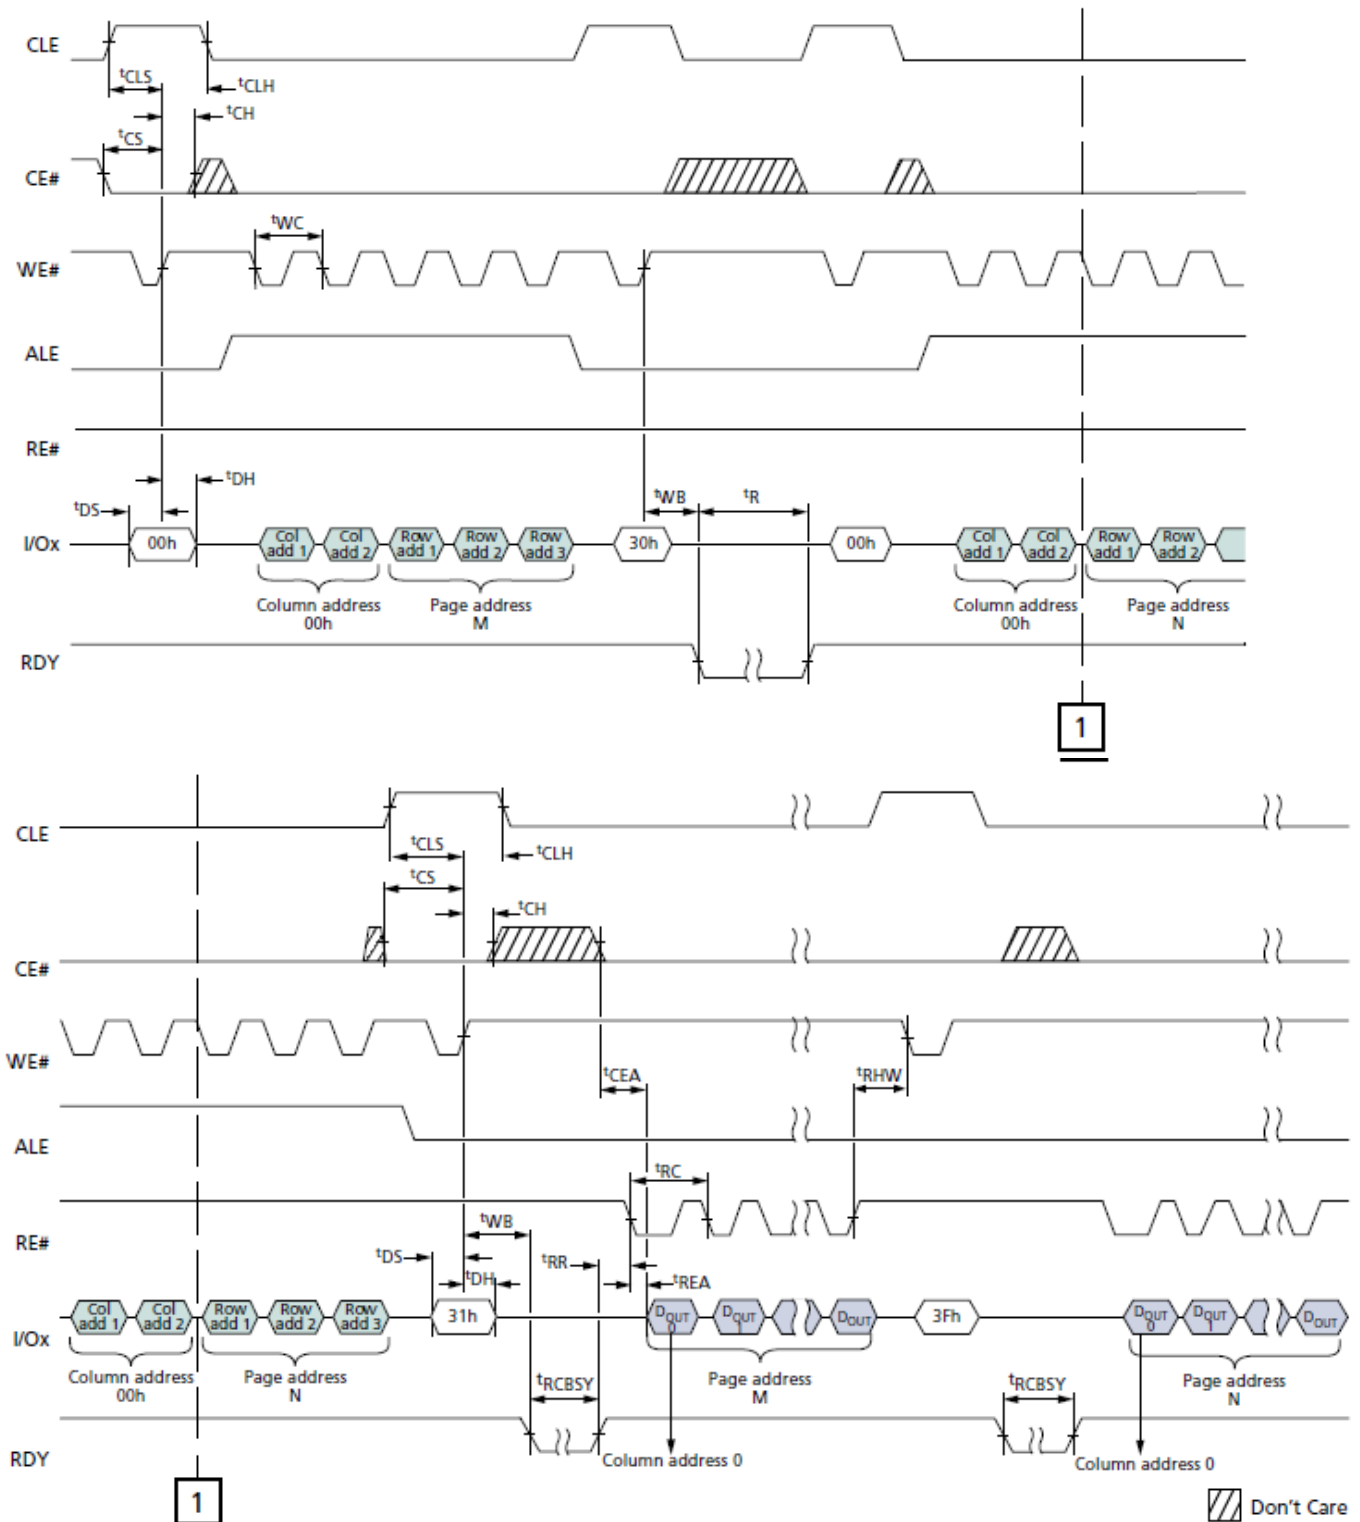 CLE
tCLS
tCLH
tCH
tCS
CE#
tWC
WE#
ALE
RE#
tDH
tDS
tWB
tR
I/Ox
00h
Col add 1
Col add 2
Row add 1
Row add 2
Row add 3
30h
00h
Col add 1
Col add 2
Row add 1
Row add 2
Column address 00h
Page address M
Column address 00h
Page address N
RDY
1
CLE
tCLS
tCLH
tCS
tCH
CE#
WE#
tCEA
tRHW
ALE
tRC
RE#
tWB
tDS
tRR
tDH
tREA
I/Ox
Col add 1
Col add 2
Row add 1
Row add 2
Row add 3
31h
DOUT 0
DOUT 1
DOUT
3Fh
DOUT 0
DOUT 1
DOUT
Column address 00h
Page address N
tRCBSY
Page address M
tRCBSY
Page address N
RDY
Column address 0
Column address 0
1
Don't Care